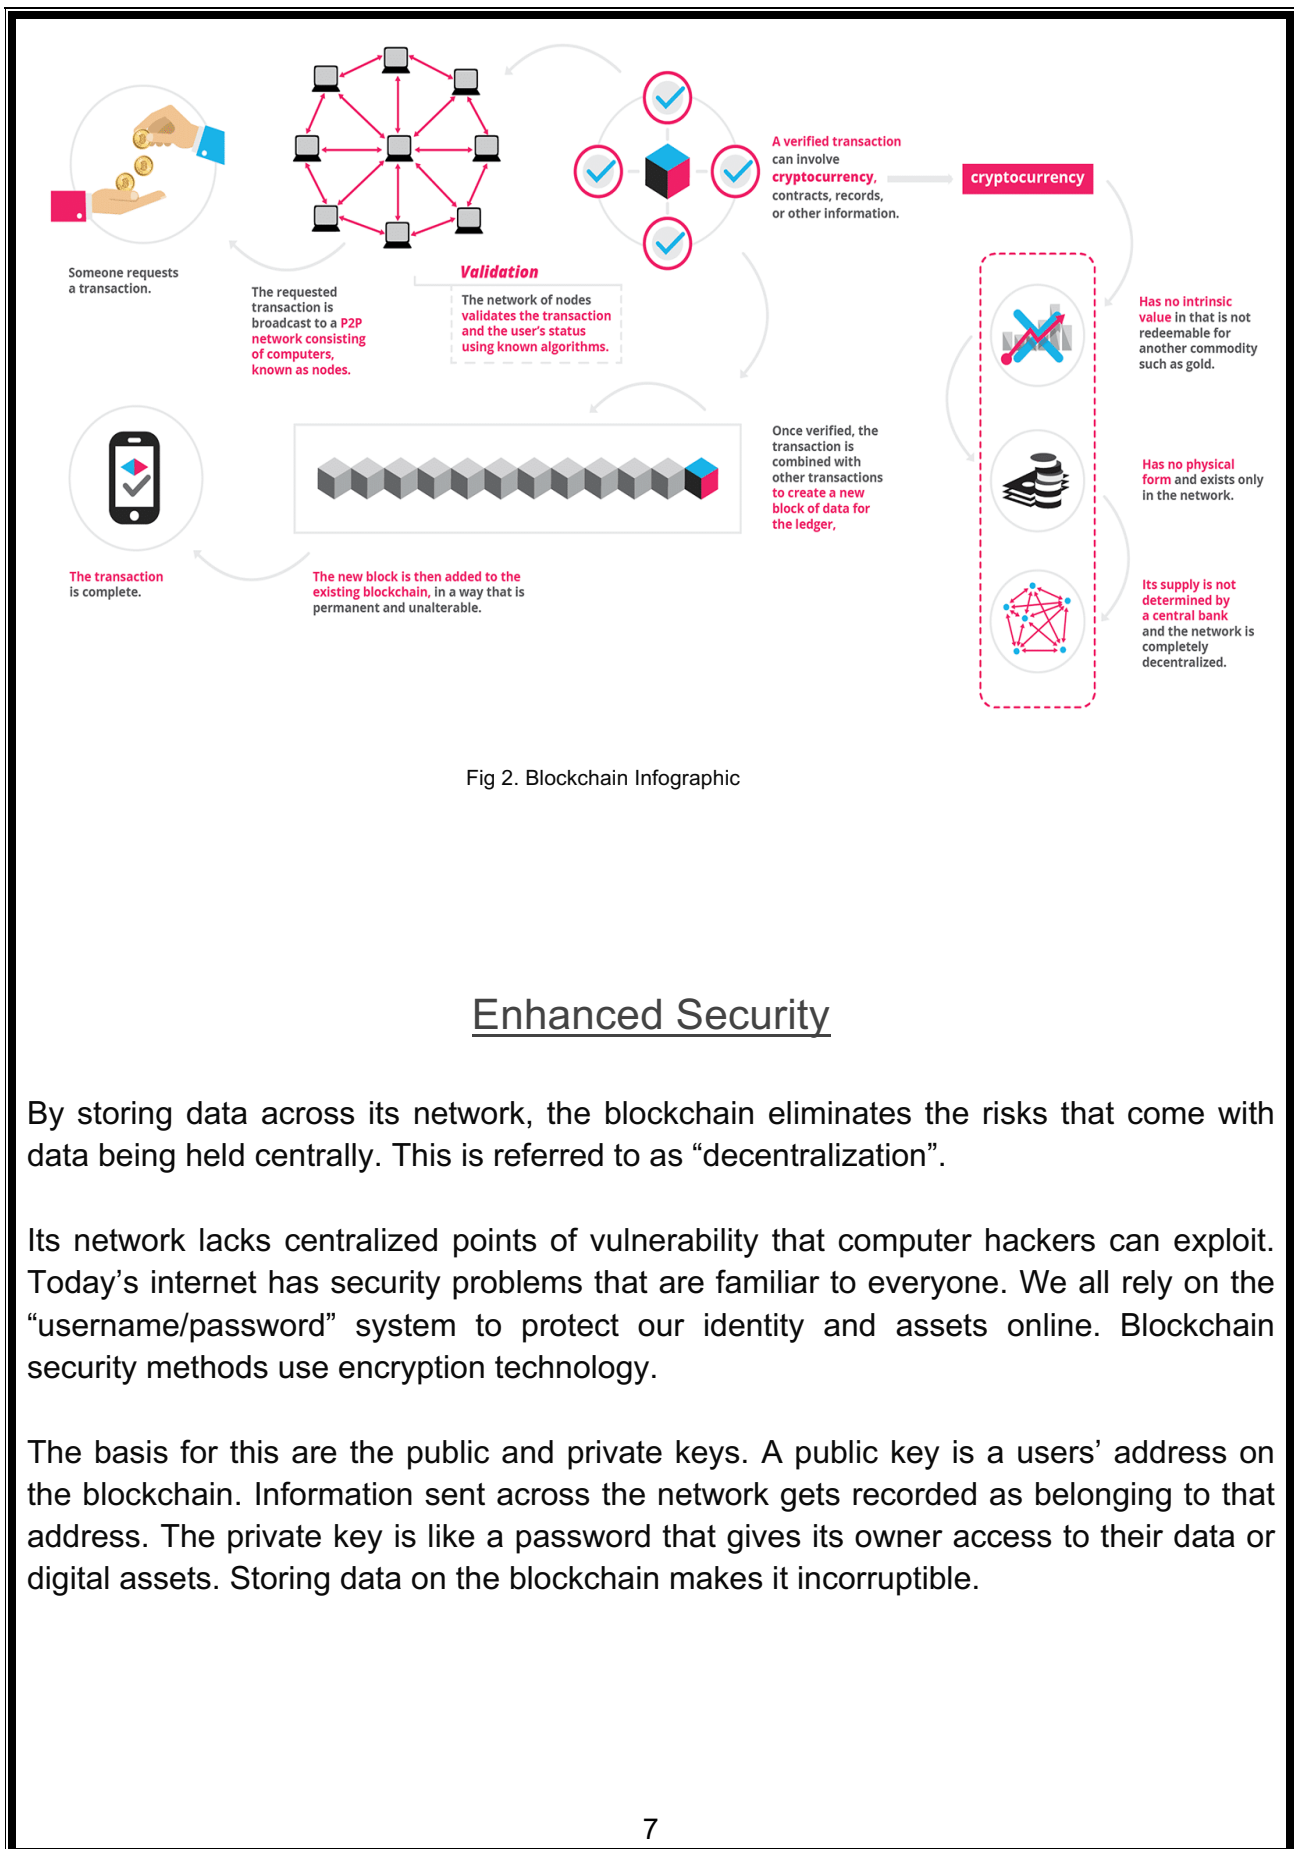 Someone requests
a transaction.
The requested
transaction is
broadcast to a P2P
network consisting
of computers,
known as nodes.
Validation
The network of nodes
validates the transaction
and the user's status
using known algorithms.
A verified transaction
can involve
cryptocurrency,
contracts, records,
or other information.
cryptocurrency
Has no intrinsic
value in that is not
redeemable for
another commodity
such as gold.
Has no physical
form and exists only
in the network.
Its supply is not
determined by
a central bank
and the network is
completely
decentralized.
Once verified, the
transaction is
combined with
other transactions
to create a new
block of data for
the ledger,
The new block is then added to the
existing blockchain, in a way that is
permanent and unalterable.
The transaction
is complete.
Fig 2. Blockchain Infographic
Enhanced Security
By storing data across its network, the blockchain eliminates the risks that come with
data being held centrally. This is referred to as “decentralization”.
Its network lacks centralized points of vulnerability that computer hackers can exploit.
Today’s internet has security problems that are familiar to everyone. We all rely on the
“username/password” system to protect our identity and assets online. Blockchain
security methods use encryption technology.
The basis for this are the public and private keys. A public key is a users’ address on
the blockchain. Information sent across the network gets recorded as belonging to that
address. The private key is like a password that gives its owner access to their data or
digital assets. Storing data on the blockchain makes it incorruptible.
7